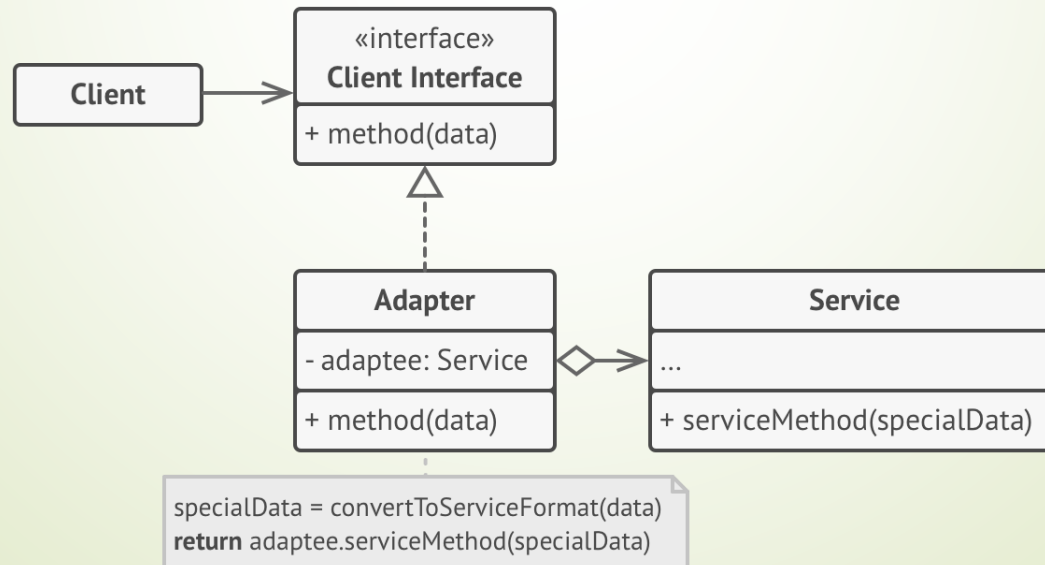 Client
«interface»
Client Interface
+ method(data)
Adapter
- adaptee: Service
+ method(data)
Service
...
+ serviceMethod(specialData)
specialData = convertToServiceFormat(data)
return adaptee.serviceMethod(specialData)